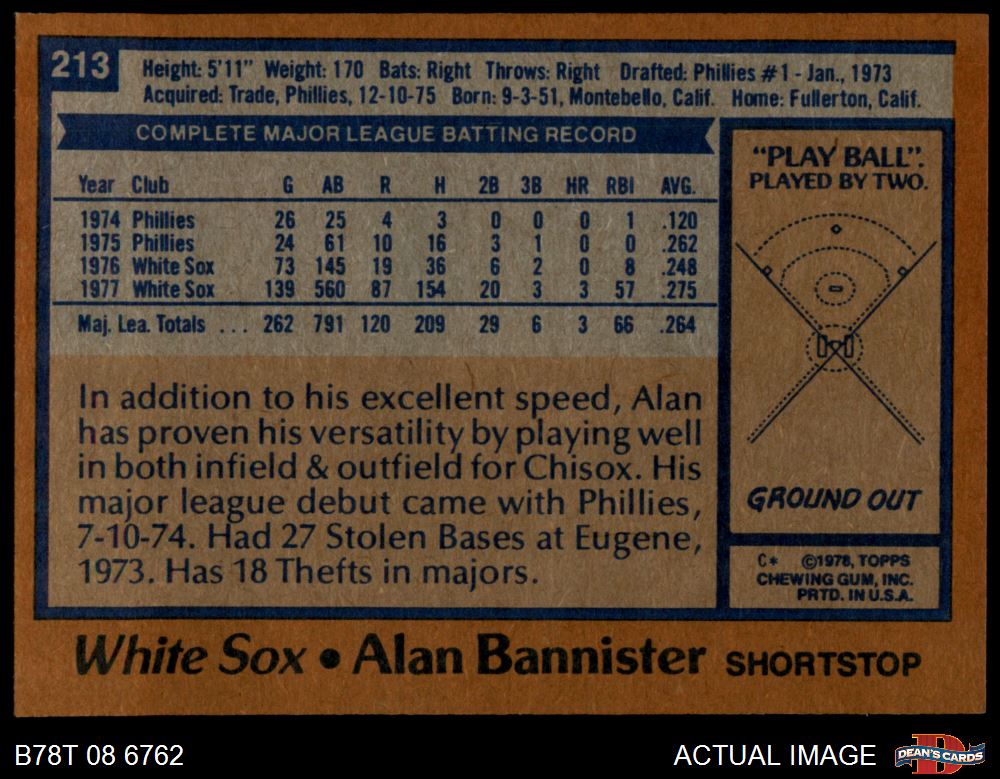 213
Height: 5'11" Weight: 170 Bats: Right Throws: Right Drafted: Phillies #1 - Jan., 1973
Acquired: Trade, Phillies, 12-10-75 Born: 9-3-51, Montebello, Calif. Home: Fullerton, Calif.
COMPLETE MAJOR LEAGUE BATTING RECORD
Year Club G AB R H 2B 3B HR RBI AVG.
1974 Phillies 26 25 4 3 0 0 0 1 .120
1975 Phillies 24 61 10 16 3 1 0 0 .262
1976 White Sox 73 145 19 36 6 2 0 8 .248
1977 White Sox 139 560 87 154 20 3 3 57 .275
Maj. Lea. Totals ... 262 791 120 209 29 6 3 66 .264
In addition to his excellent speed, Alan
has proven his versatility by playing well
in both infield & outfield for Chisox. His
major league debut came with Phillies,
7-10-74. Had 27 Stolen Bases at Eugene,
1973. Has 18 Thefts in majors.
"PLAY BALL".
PLAYED BY TWO.
GROUND OUT
C* ©1978, TOPPS
CHEWING GUM, INC.
PRTD. IN U.S.A.
White Sox • Alan Bannister SHORTSTOP
B78T 08 6762
ACTUAL IMAGE
D
DEAN'S CARDS